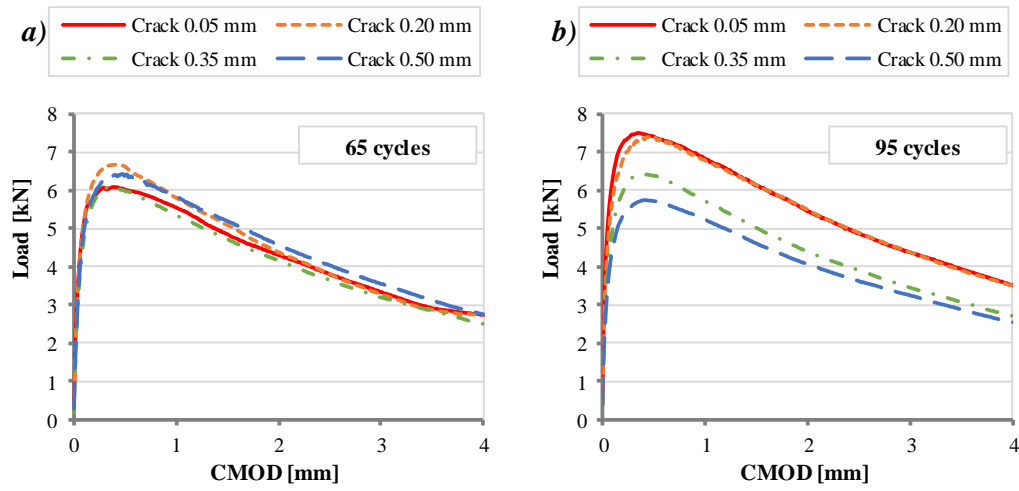 a)
Crack 0.05 mm
Crack 0.20 mm
Crack 0.35 mm
Crack 0.50 mm
8
7
6
5
4
3
2
1
0
Load [kN]
65 cycles
0 1 2 3 4
CMOD [mm]
b)
Crack 0.05 mm
Crack 0.20 mm
Crack 0.35 mm
Crack 0.50 mm
8
7
6
5
4
3
2
1
0
Load [kN]
95 cycles
0 1 2 3 4
CMOD [mm]